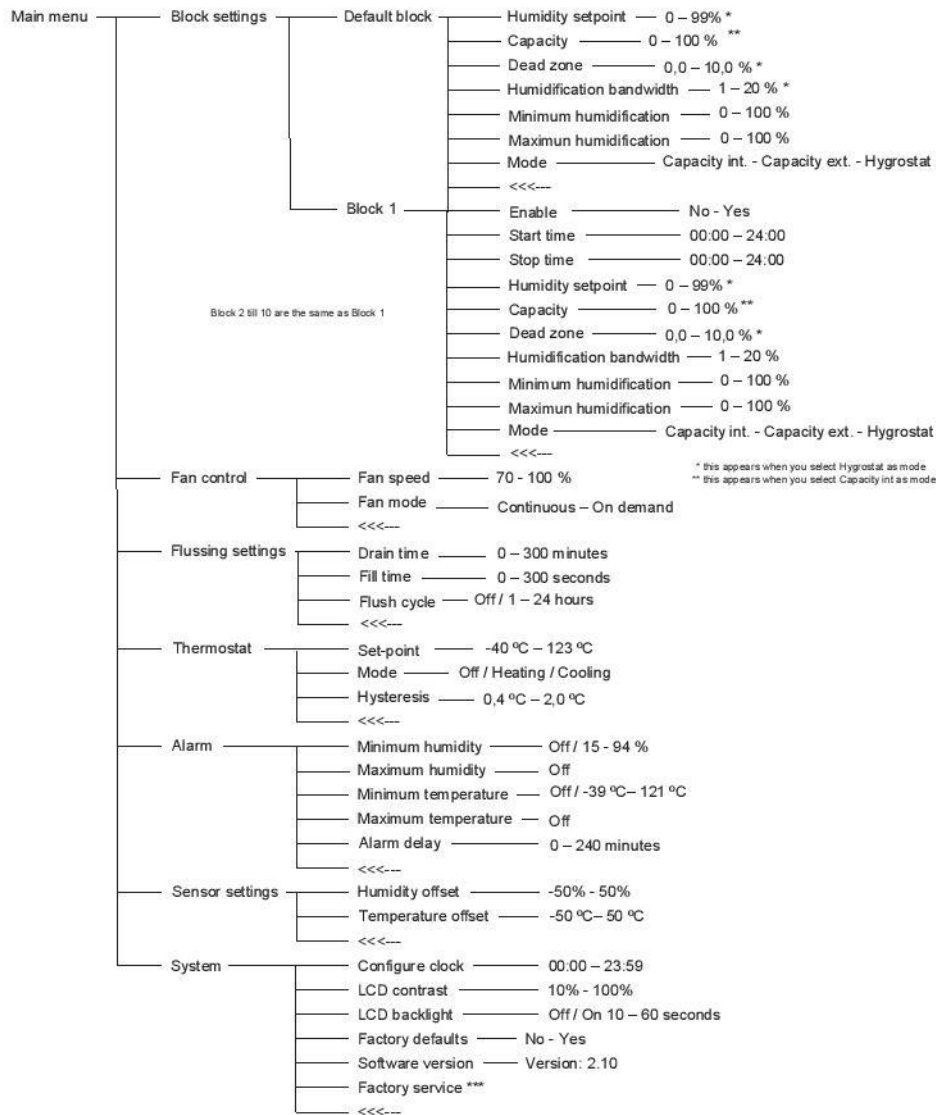 Main menu Block settings Default block Humidity setpoint 0 – 99% *
Capacity 0 – 100 % **
Dead zone 0,0 – 10,0 % *
Humidification bandwidth 1 – 20 % *
Minimum humidification 0 – 100 %
Maximun humidification 0 – 100 %
Mode Capacity int. - Capacity ext. - Hygrostat
<<<---
Block 1 Enable No - Yes
Start time 00:00 – 24:00
Stop time 00:00 – 24:00
Humidity setpoint 0 – 99% *
Block 2 till 10 are the same as Block 1 Capacity 0 – 100 % **
Dead zone 0,0 – 10,0 % *
Humidification bandwidth 1 – 20 %
Minimum humidification 0 – 100 %
Maximun humidification 0 – 100 %
Mode Capacity int. - Capacity ext. - Hygrostat
<<<---
* this appears when you select Hygrostat as mode
** this appears when you select Capacity int as mode
Fan control Fan speed 70 - 100 %
Fan mode Continuous – On demand
<<<---
Flussing settings Drain time 0 – 300 minutes
Fill time 0 – 300 seconds
Flush cycle Off / 1 – 24 hours
<<<---
Thermostat Set-point -40 ºC – 123 ºC
Mode Off / Heating / Cooling
Hysteresis 0,4 ºC – 2,0 ºC
<<<---
Alarm Minimum humidity Off / 15 - 94 %
Maximum humidity Off
Minimum temperature Off / -39 ºC– 121 ºC
Maximum temperature Off
Alarm delay 0 – 240 minutes
<<<---
Sensor settings Humidity offset -50% - 50%
Temperature offset -50 ºC– 50 ºC
<<<---
System Configure clock 00:00 – 23:59
LCD contrast 10% - 100%
LCD backlight Off / On 10 – 60 seconds
Factory defaults No - Yes
Software version Version: 2.10
Factory service ***
<<<---